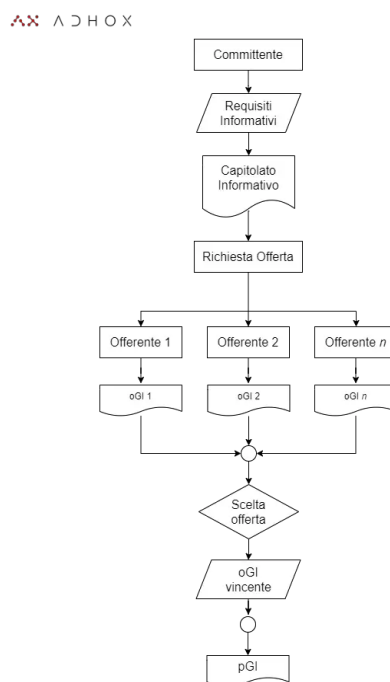 ADHOX
Committente
Requisiti
Informativi
Capitolato
Informativo
Richiesta Offerta
Offerente 1
Offerente 2
Offerente n
oGI 1
oGI 2
oGI n
Scelta
offerta
oGI
vincente
pGI